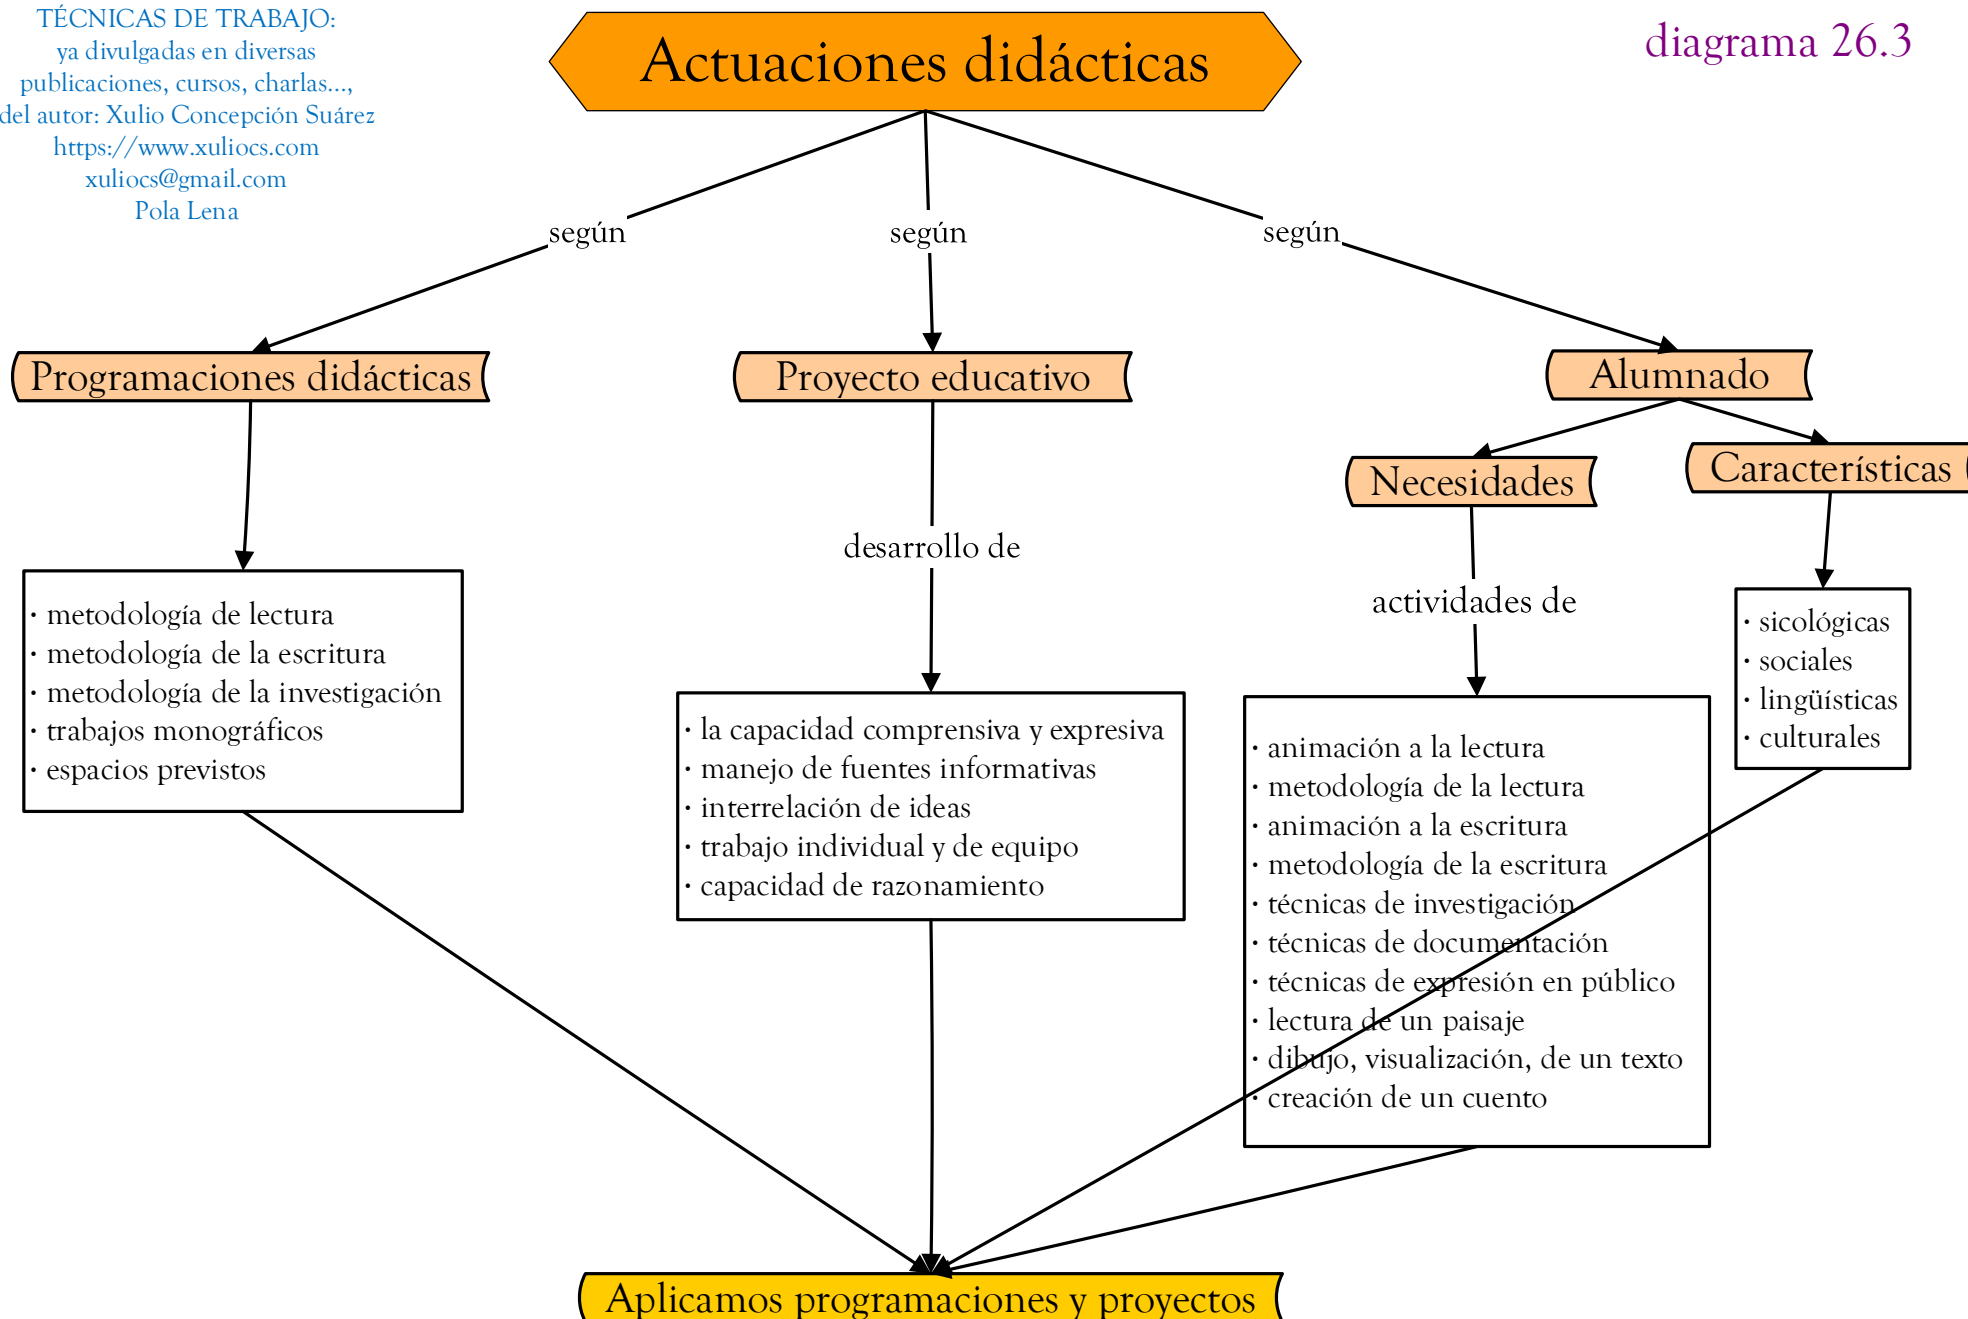 TÉCNICAS DE TRABAJO:
ya divulgadas en diversas
publicaciones, cursos, charlas...,
del autor: Xulio Concepción Suárez
https://www.xuliocs.com
xuliocs@gmail.com
Pola Lena
Actuaciones didácticas
diagrama 26.3
según
según
según
Programaciones didácticas
Proyecto educativo
Alumnado
Necesidades
Características
desarrollo de
actividades de
· metodología de lectura
· metodología de la escritura
· metodología de la investigación
· trabajos monográficos
· espacios previstos
· la capacidad comprensiva y expresiva
· manejo de fuentes informativas
· interrelación de ideas
· trabajo individual y de equipo
· capacidad de razonamiento
· animación a la lectura
· metodología de la lectura
· animación a la escritura
· metodología de la escritura
· técnicas de investigación
· técnicas de documentación
· técnicas de expresión en público
· lectura de un paisaje
· dibujo, visualización, de un texto
· creación de un cuento
· sicológicas
· sociales
· lingüísticas
· culturales
Aplicamos programaciones y proyectos